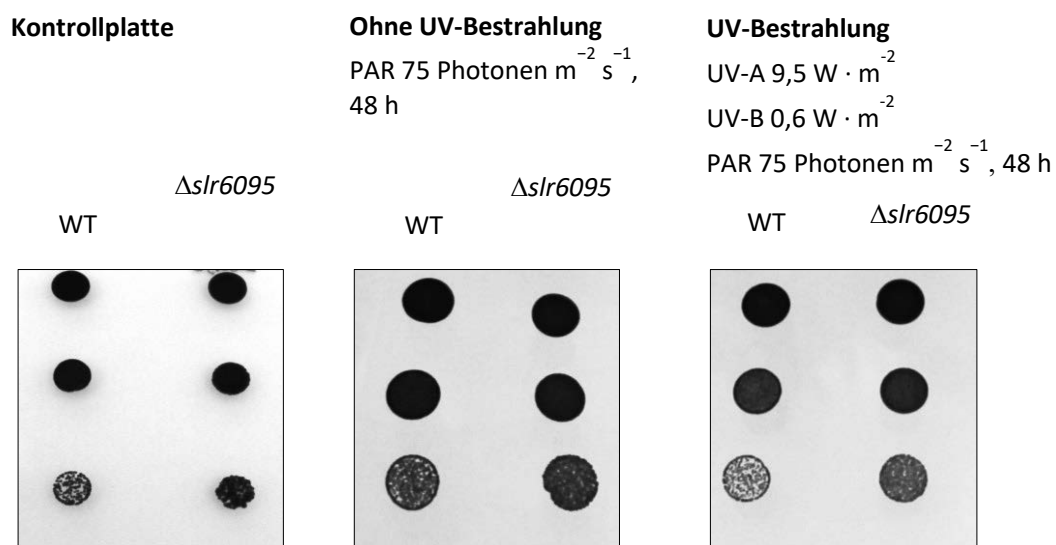 Kontrollplatte
WT
Δslr6095
Ohne UV-Bestrahlung
PAR 75 Photonen m⁻² s⁻¹,
48 h
WT
Δslr6095
UV-Bestrahlung
UV-A 9,5 W · m⁻²
UV-B 0,6 W · m⁻²
PAR 75 Photonen m⁻² s⁻¹, 48 h
WT
Δslr6095